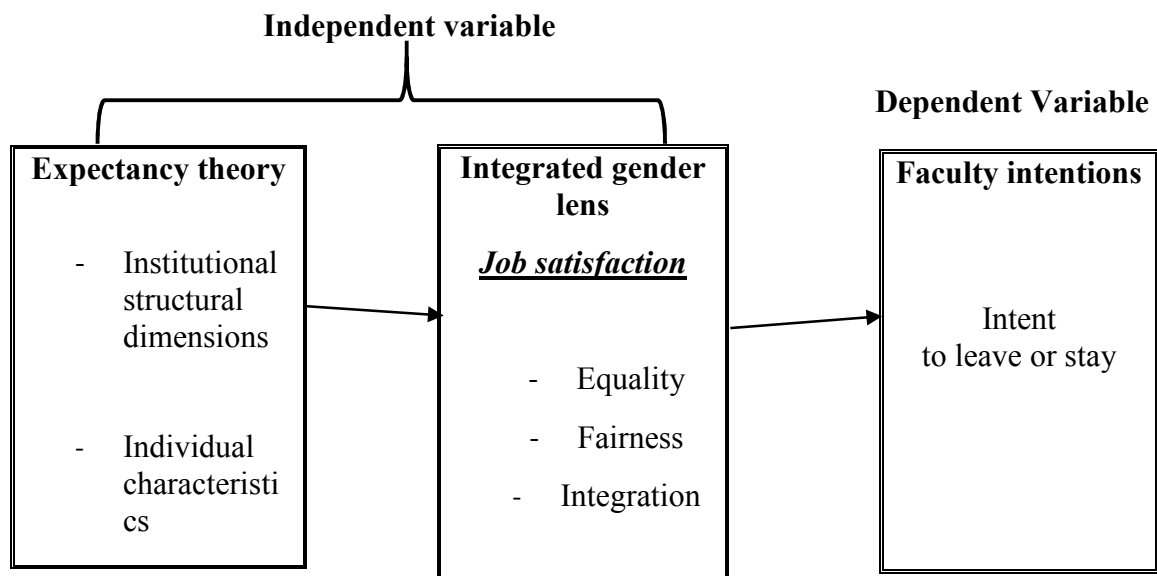 Independent variable
Dependent Variable
Expectancy theory
- Institutional
structural
dimensions
- Individual
characteristi
cs
Integrated gender
lens
Job satisfaction
- Equality
- Fairness
- Integration
Faculty intentions
Intent
to leave or stay